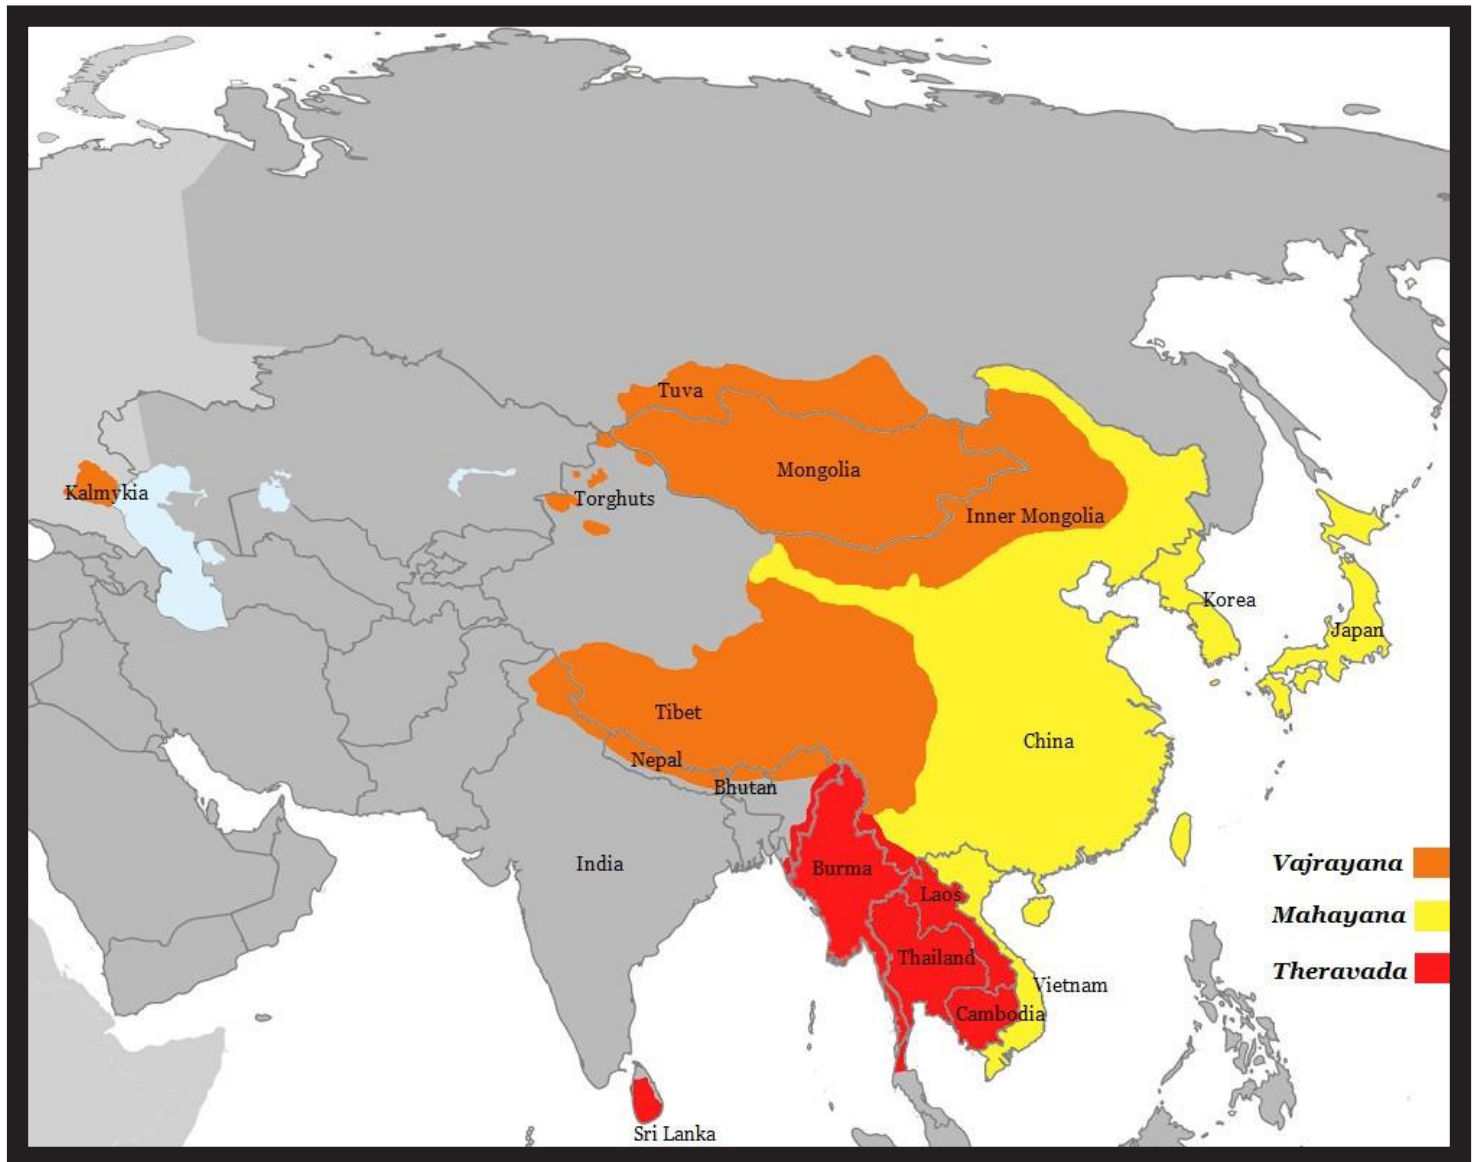 Tuva
Mongolia
Kalmykia
Torghuts
Inner Mongolia
Korea
Japan
Tibet
China
Nepal
Bhutan
India
Burma
Laos
Thailand
Vietnam
Cambodia
Sri Lanka
Vajrayana
Mahayana
Theravada